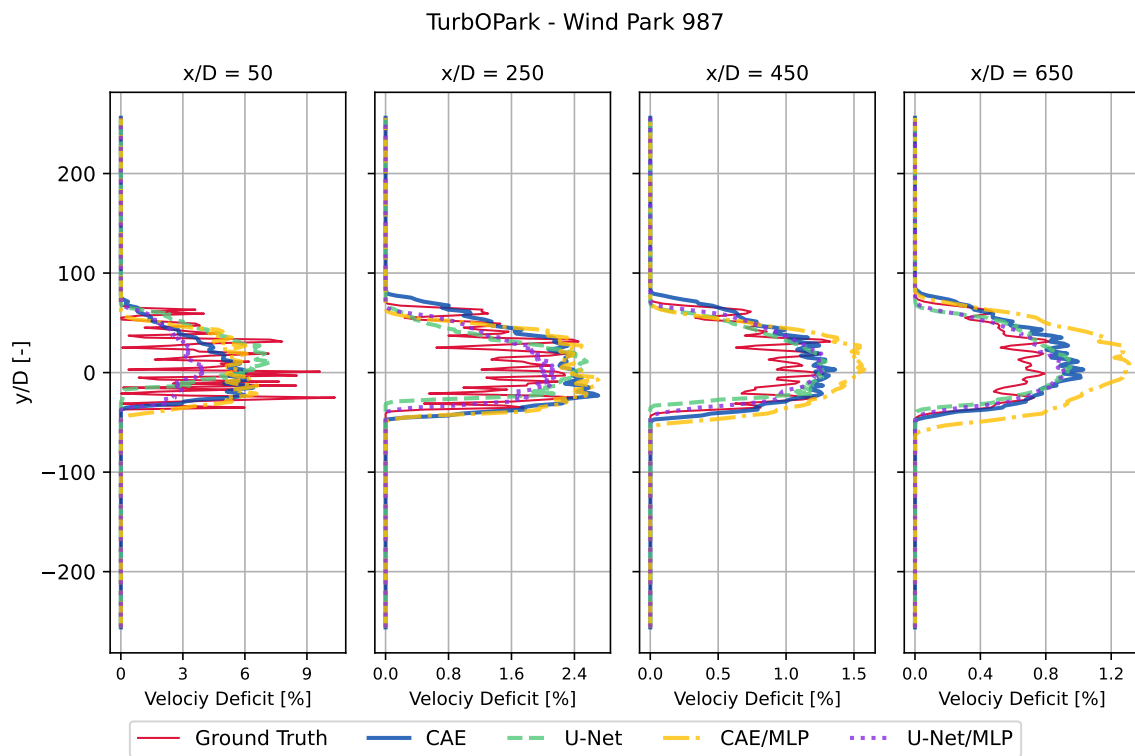 TurbOPark - Wind Park 987
x/D = 50
x/D = 250
x/D = 450
x/D = 650
y/D [-]
200
100
0
−100
−200
0 3 6 9
0.0 0.8 1.6 2.4
0.0 0.5 1.0 1.5
0.0 0.4 0.8 1.2
Velociy Deficit [%]
Velociy Deficit [%]
Velociy Deficit [%]
Velociy Deficit [%]
Ground Truth
CAE
U-Net
CAE/MLP
U-Net/MLP